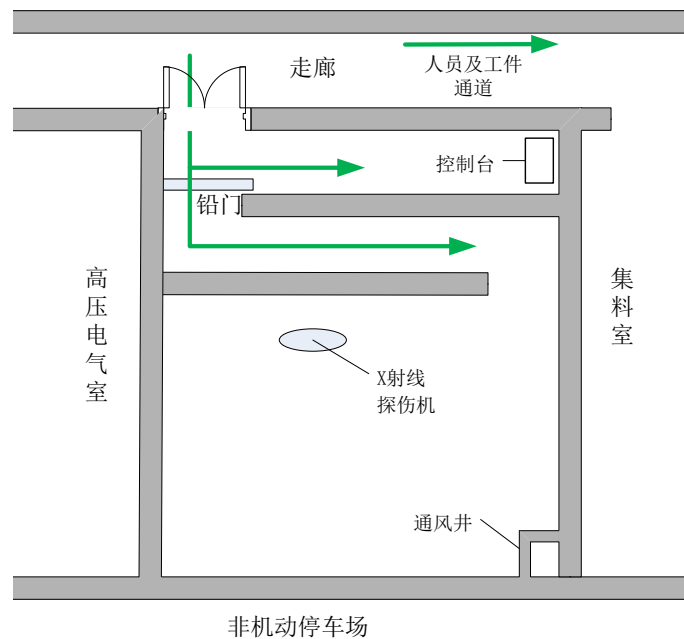 走廊
人员及工件
通道
控制台
铅门
高压电气室
集料室
X射线
探伤机
通风井
非机动停车场